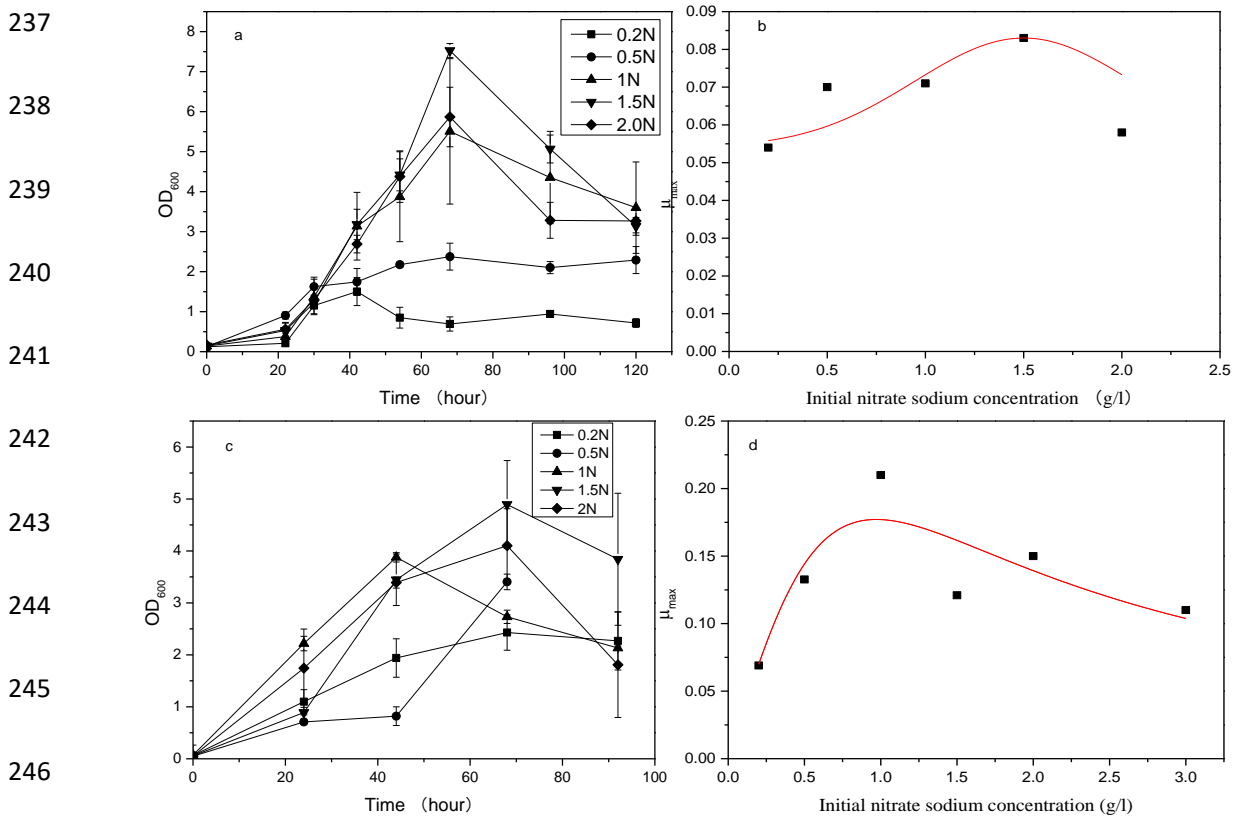 237
238
239
240
241
242
243
244
245
246
a
0.2N
0.5N
1N
1.5N
2.0N
8
7
6
5
4
3
2
1
0
OD600
0 20 40 60 80 100 120
Time （hour）
b
0.09
0.08
0.07
0.06
0.05
0.04
0.03
0.02
0.01
0.00
μmax
0.0 0.5 1.0 1.5 2.0 2.5
Initial nitrate sodium concentration （g/l）
c
0.2N
0.5N
1N
1.5N
2N
6
5
4
3
2
1
0
OD600
0 20 40 60 80 100
Time （hour）
d
0.25
0.20
0.15
0.10
0.05
0.00
μmax
0.0 0.5 1.0 1.5 2.0 2.5 3.0
Initial nitrate sodium concentration (g/l)